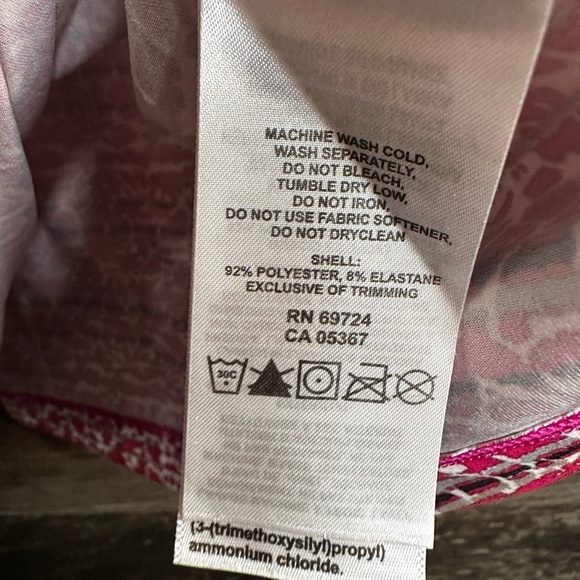 MACHINE WASH COLD,
WASH SEPARATELY,
DO NOT BLEACH,
TUMBLE DRY LOW,
DO NOT IRON,
DO NOT USE FABRIC SOFTENER,
DO NOT DRYCLEAN
SHELL:
92% POLYESTER, 8% ELASTANE
EXCLUSIVE OF TRIMMING
RN 69724
CA 05367
30C
(3-(trimethoxysilyl)propyl)
ammonium chloride.